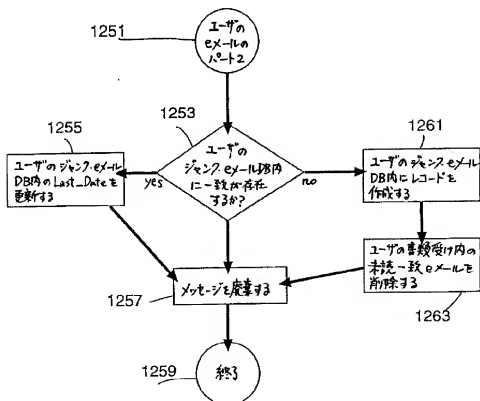 1251
ユーザの
eメールの
パート2
1253
1255
1261
ユーザの
ジャンク・eメールDB内
に一致が存在
するか?
ユーザのジャンク・eメール
DB内のLast_Dateを
更新する
yes
no
ユーザのジャンク・eメール
DB内にレコードを
作成する
メッセージを廃棄する
1257
ユーザの書類受け内の
未読一致eメールを
削除する
1263
1259
終了